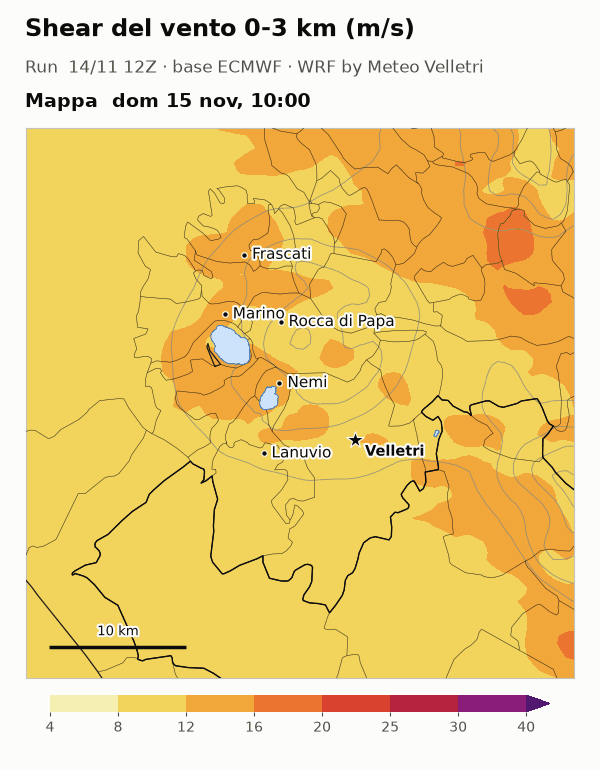 Shear del vento 0-3 km (m/s)
Run  14/11 12Z · base ECMWF · WRF by Meteo Velletri
Mappa  dom 15 nov, 10:00
Frascati
Marino
Rocca di Papa
Nemi
Velletri
Lanuvio
10 km
4 8 12 16 20 25 30 40